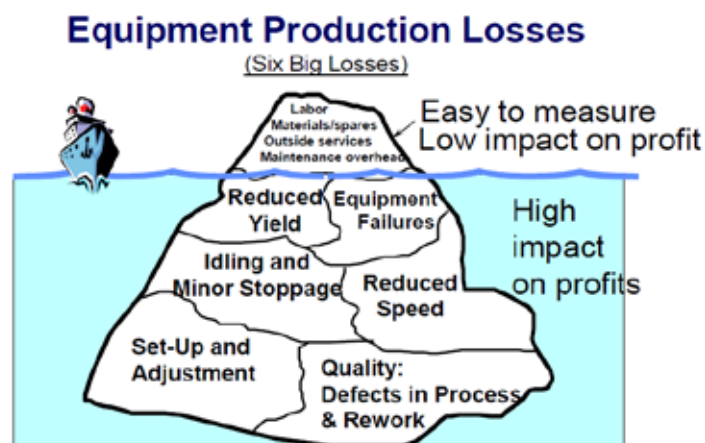 Equipment Production Losses
(Six Big Losses)
Labor
Materials/spares
Outside services
Maintenance overhead
Easy to measure
Low impact on profit
Reduced
Yield
Equipment
Failures
High
impact
on profits
Idling and
Minor Stoppage
Reduced
Speed
Set-Up and
Adjustment
Quality:
Defects in Process
& Rework